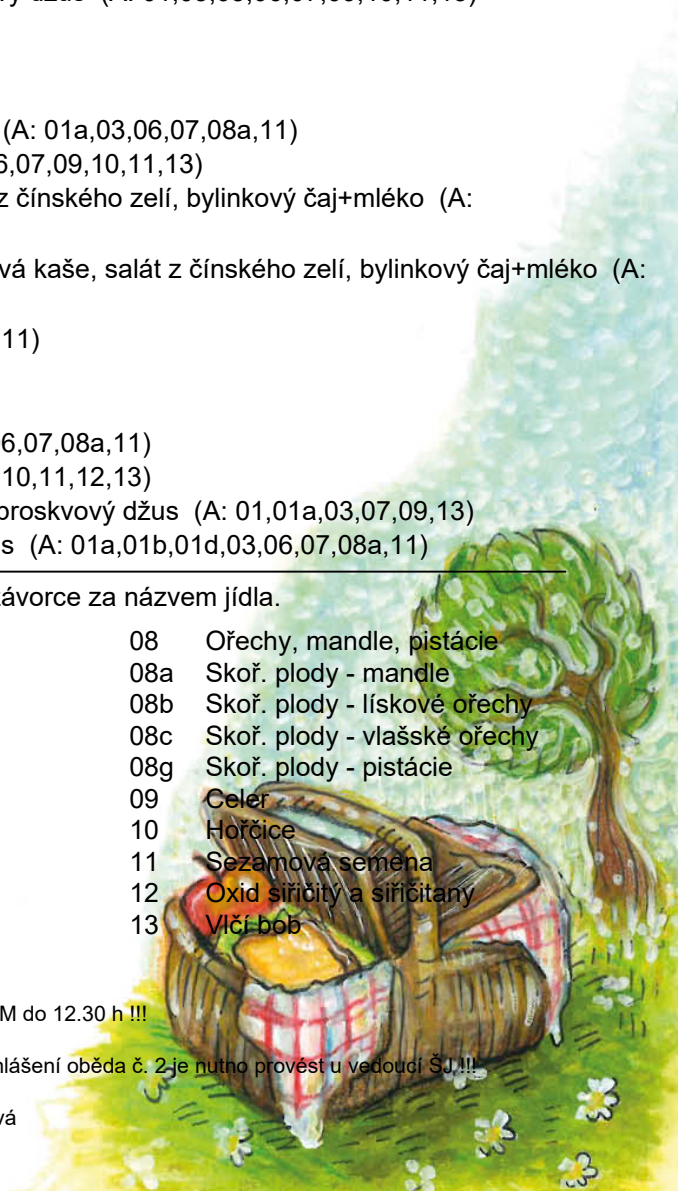 (A: 01a,03,06,07,08a,11)
,07,09,10,11,13)
z čínského zelí, bylinkový čaj+mléko (A:
vá kaše, salát z čínského zelí, bylinkový čaj+mléko (A:
11)
6,07,08a,11)
10,11,12,13)
broskvový džus (A: 01,01a,03,07,09,13)
s (A: 01a,01b,01d,03,06,07,08a,11)
závorce za názvem jídla.
08 Ořechy, mandle, pistácie
08a Skoř. plody - mandle
08b Skoř. plody - lískové ořechy
08c Skoř. plody - vlašské ořechy
08g Skoř. plody - pistácie
09 Celer
10 Hořčice
11 Sezamová semena
12 Oxid siřičitý a siřičitany
13 Vlčí bob
M do 12.30 h !!!
hlášení oběda č. 2 je nutno provést u vedoucí ŠJ !!!
vá